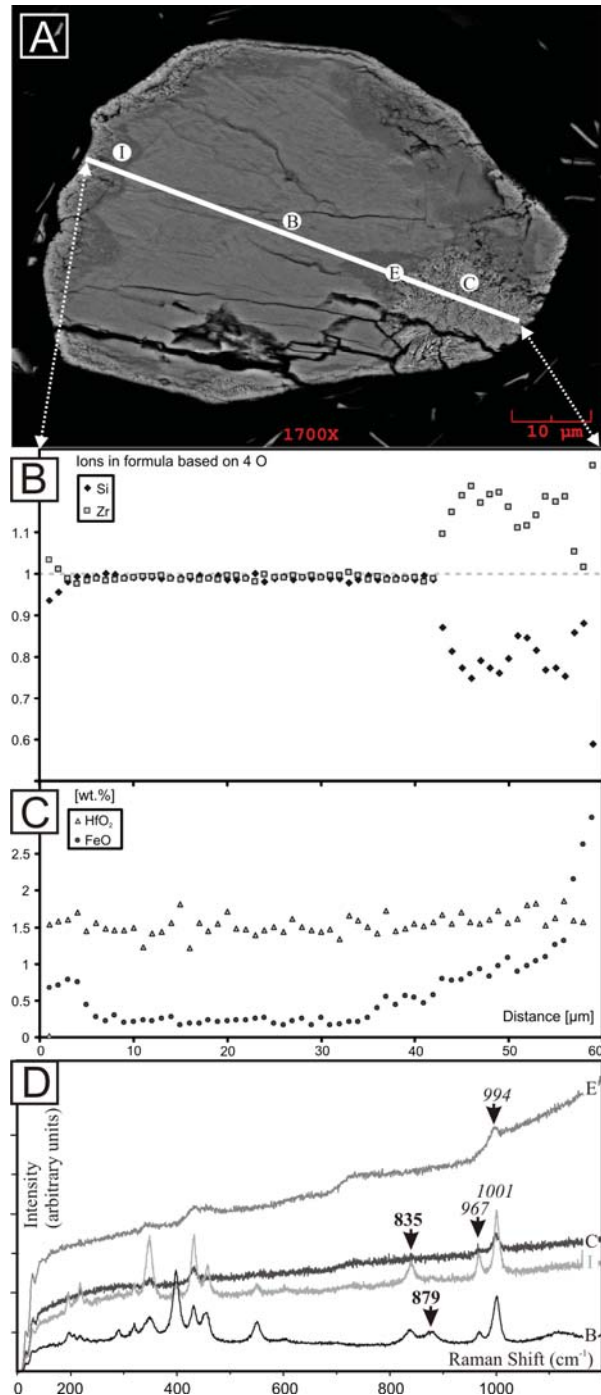 A
I
B
E
C
1700X
10 µm
B
Ions in formula based on 4 O
Si
Zr
1.1
1
0.9
0.8
0.7
0.6
C
[wt.%]
HfO₂
FeO
2.5
2
1.5
1
0.5
0
Distance [µm]
0 10 20 30 40 50 60
D
E
994
Intensity
(arbitrary units)
1001
835
967
C
I
879
B
Raman Shift (cm⁻¹)
0 200 400 600 800 1000